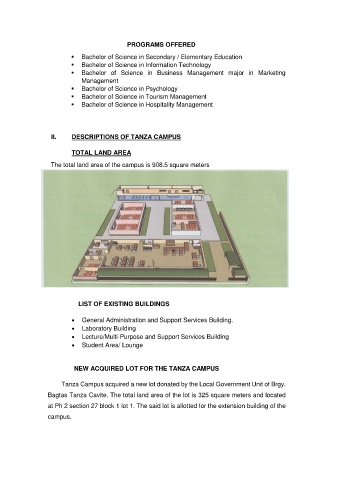 PROGRAMS OFFERED
▪ Bachelor of Science in Secondary / Elementary Education
▪ Bachelor of Science in Information Technology
▪ Bachelor of Science in Business Management major in Marketing
Management
▪ Bachelor of Science in Psychology
▪ Bachelor of Science in Tourism Management
▪ Bachelor of Science in Hospitality Management
II. DESCRIPTIONS OF TANZA CAMPUS
TOTAL LAND AREA
The total land area of the campus is 908.5 square meters
LIST OF EXISTING BUILDINGS
• General Administration and Support Services Building.
• Laboratory Building
• Lecture/Multi-Purpose and Support Services Building
• Student Area/ Lounge
NEW ACQUIRED LOT FOR THE TANZA CAMPUS
Tanza Campus acquired a new lot donated by the Local Government Unit of Brgy.
Bagtas Tanza Cavite. The total land area of the lot is 325 square meters and located
at Ph 2 section 27 block 1 lot 1. The said lot is allotted for the extension building of the
campus.